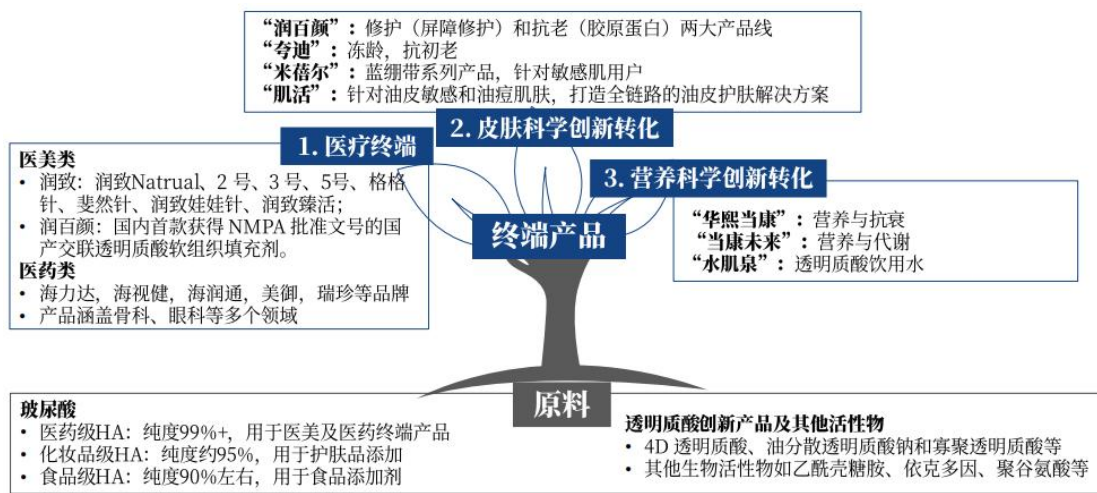 “润百颜”：修护（屏障修护）和抗老（胶原蛋白）两大产品线
“夸迪”：冻龄，抗初老
“米蓓尔”：蓝绷带系列产品，针对敏感肌用户
“肌活”：针对油皮敏感和油痘肌肤，打造全链路的油皮护肤解决方案
2. 皮肤科学创新转化
1. 医疗终端
医美类
• 润致：润致Natrual、2 号、3 号、5号、格格
针、斐然针、润致娃娃针、润致臻活；
• 润百颜：国内首款获得 NMPA 批准文号的国
产交联透明质酸软组织填充剂。
医药类
• 海力达，海视健，海润通，美御，瑞珍等品牌
• 产品涵盖骨科、眼科等多个领域
3. 营养科学创新转化
“华熙当康”：营养与抗衰
“当康未来”：营养与代谢
“水肌泉”：透明质酸饮用水
终端产品
原料
玻尿酸
• 医药级HA：纯度99%+，用于医美及医药终端产品
• 化妆品级HA：纯度约95%，用于护肤品添加
• 食品级HA：纯度90%左右，用于食品添加剂
透明质酸创新产品及其他活性物
• 4D 透明质酸、油分散透明质酸钠和寡聚透明质酸等
• 其他生物活性物如乙酰壳糖胺、依克多因、聚谷氨酸等